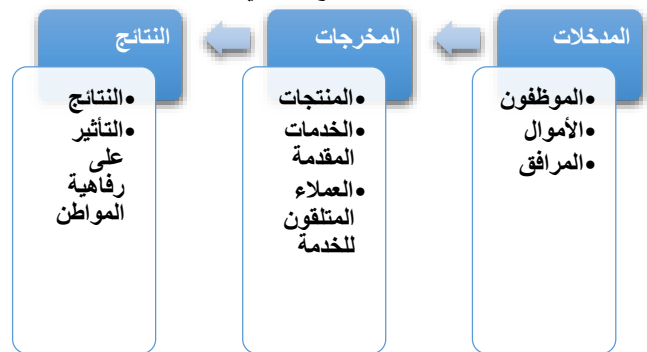 المدخلات
•الموظفون
•الأموال
•المرافق
المخرجات
•المنتجات
•الخدمات
المقدمة
•العملاء
المتلقون
للخدمة
النتائج
•النتائج
•التأثير
على
رفاهية
المواطن